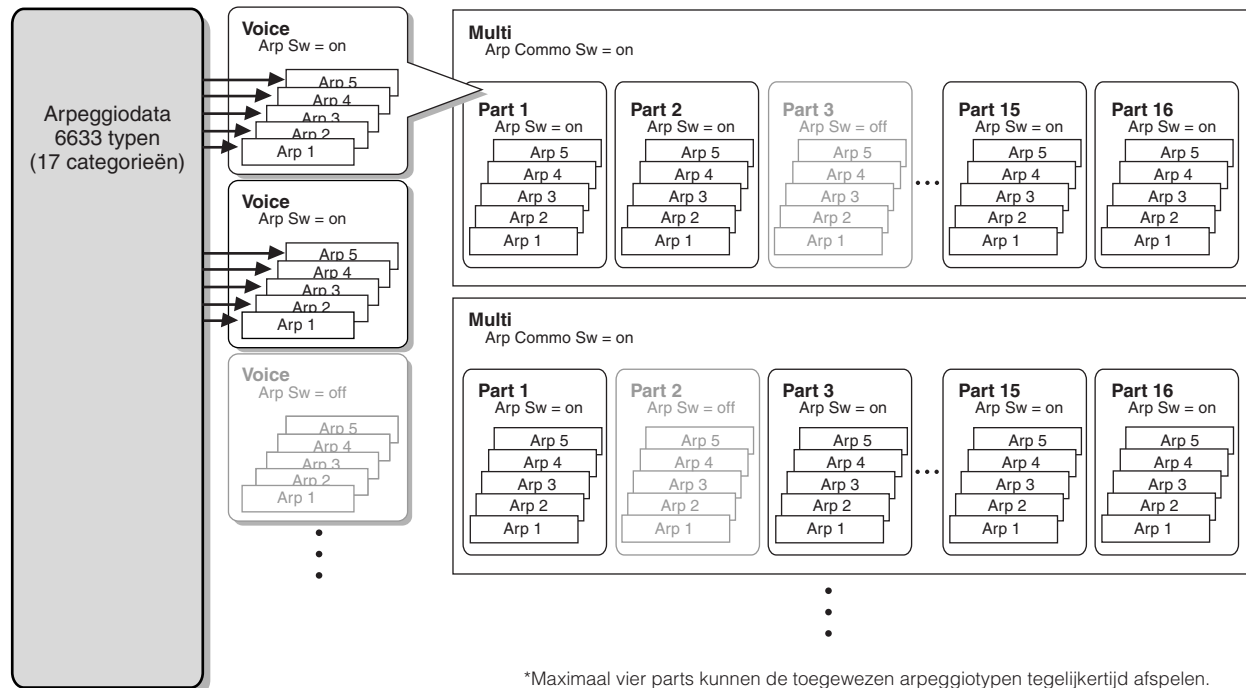 Arpeggiodata
6633 typen
(17 categorieën)
Voice
Arp Sw = on
Arp 5
Arp 4
Arp 3
Arp 2
Arp 1
Voice
Arp Sw = on
Arp 5
Arp 4
Arp 3
Arp 2
Arp 1
Voice
Arp Sw = off
Arp 5
Arp 4
Arp 3
Arp 2
Arp 1
Multi
Arp Commo Sw = on
Part 1
Arp Sw = on
Arp 5
Arp 4
Arp 3
Arp 2
Arp 1
Part 2
Arp Sw = on
Arp 5
Arp 4
Arp 3
Arp 2
Arp 1
Part 3
Arp Sw = off
Arp 5
Arp 4
Arp 3
Arp 2
Arp 1
...
Part 15
Arp Sw = on
Arp 5
Arp 4
Arp 3
Arp 2
Arp 1
Part 16
Arp Sw = on
Arp 5
Arp 4
Arp 3
Arp 2
Arp 1
Multi
Arp Commo Sw = on
Part 1
Arp Sw = on
Arp 5
Arp 4
Arp 3
Arp 2
Arp 1
Part 2
Arp Sw = off
Arp 5
Arp 4
Arp 3
Arp 2
Arp 1
Part 3
Arp Sw = on
Arp 5
Arp 4
Arp 3
Arp 2
Arp 1
...
Part 15
Arp Sw = on
Arp 5
Arp 4
Arp 3
Arp 2
Arp 1
Part 16
Arp Sw = on
Arp 5
Arp 4
Arp 3
Arp 2
Arp 1
*Maximaal vier parts kunnen de toegewezen arpeggiotypen tegelijkertijd afspelen.